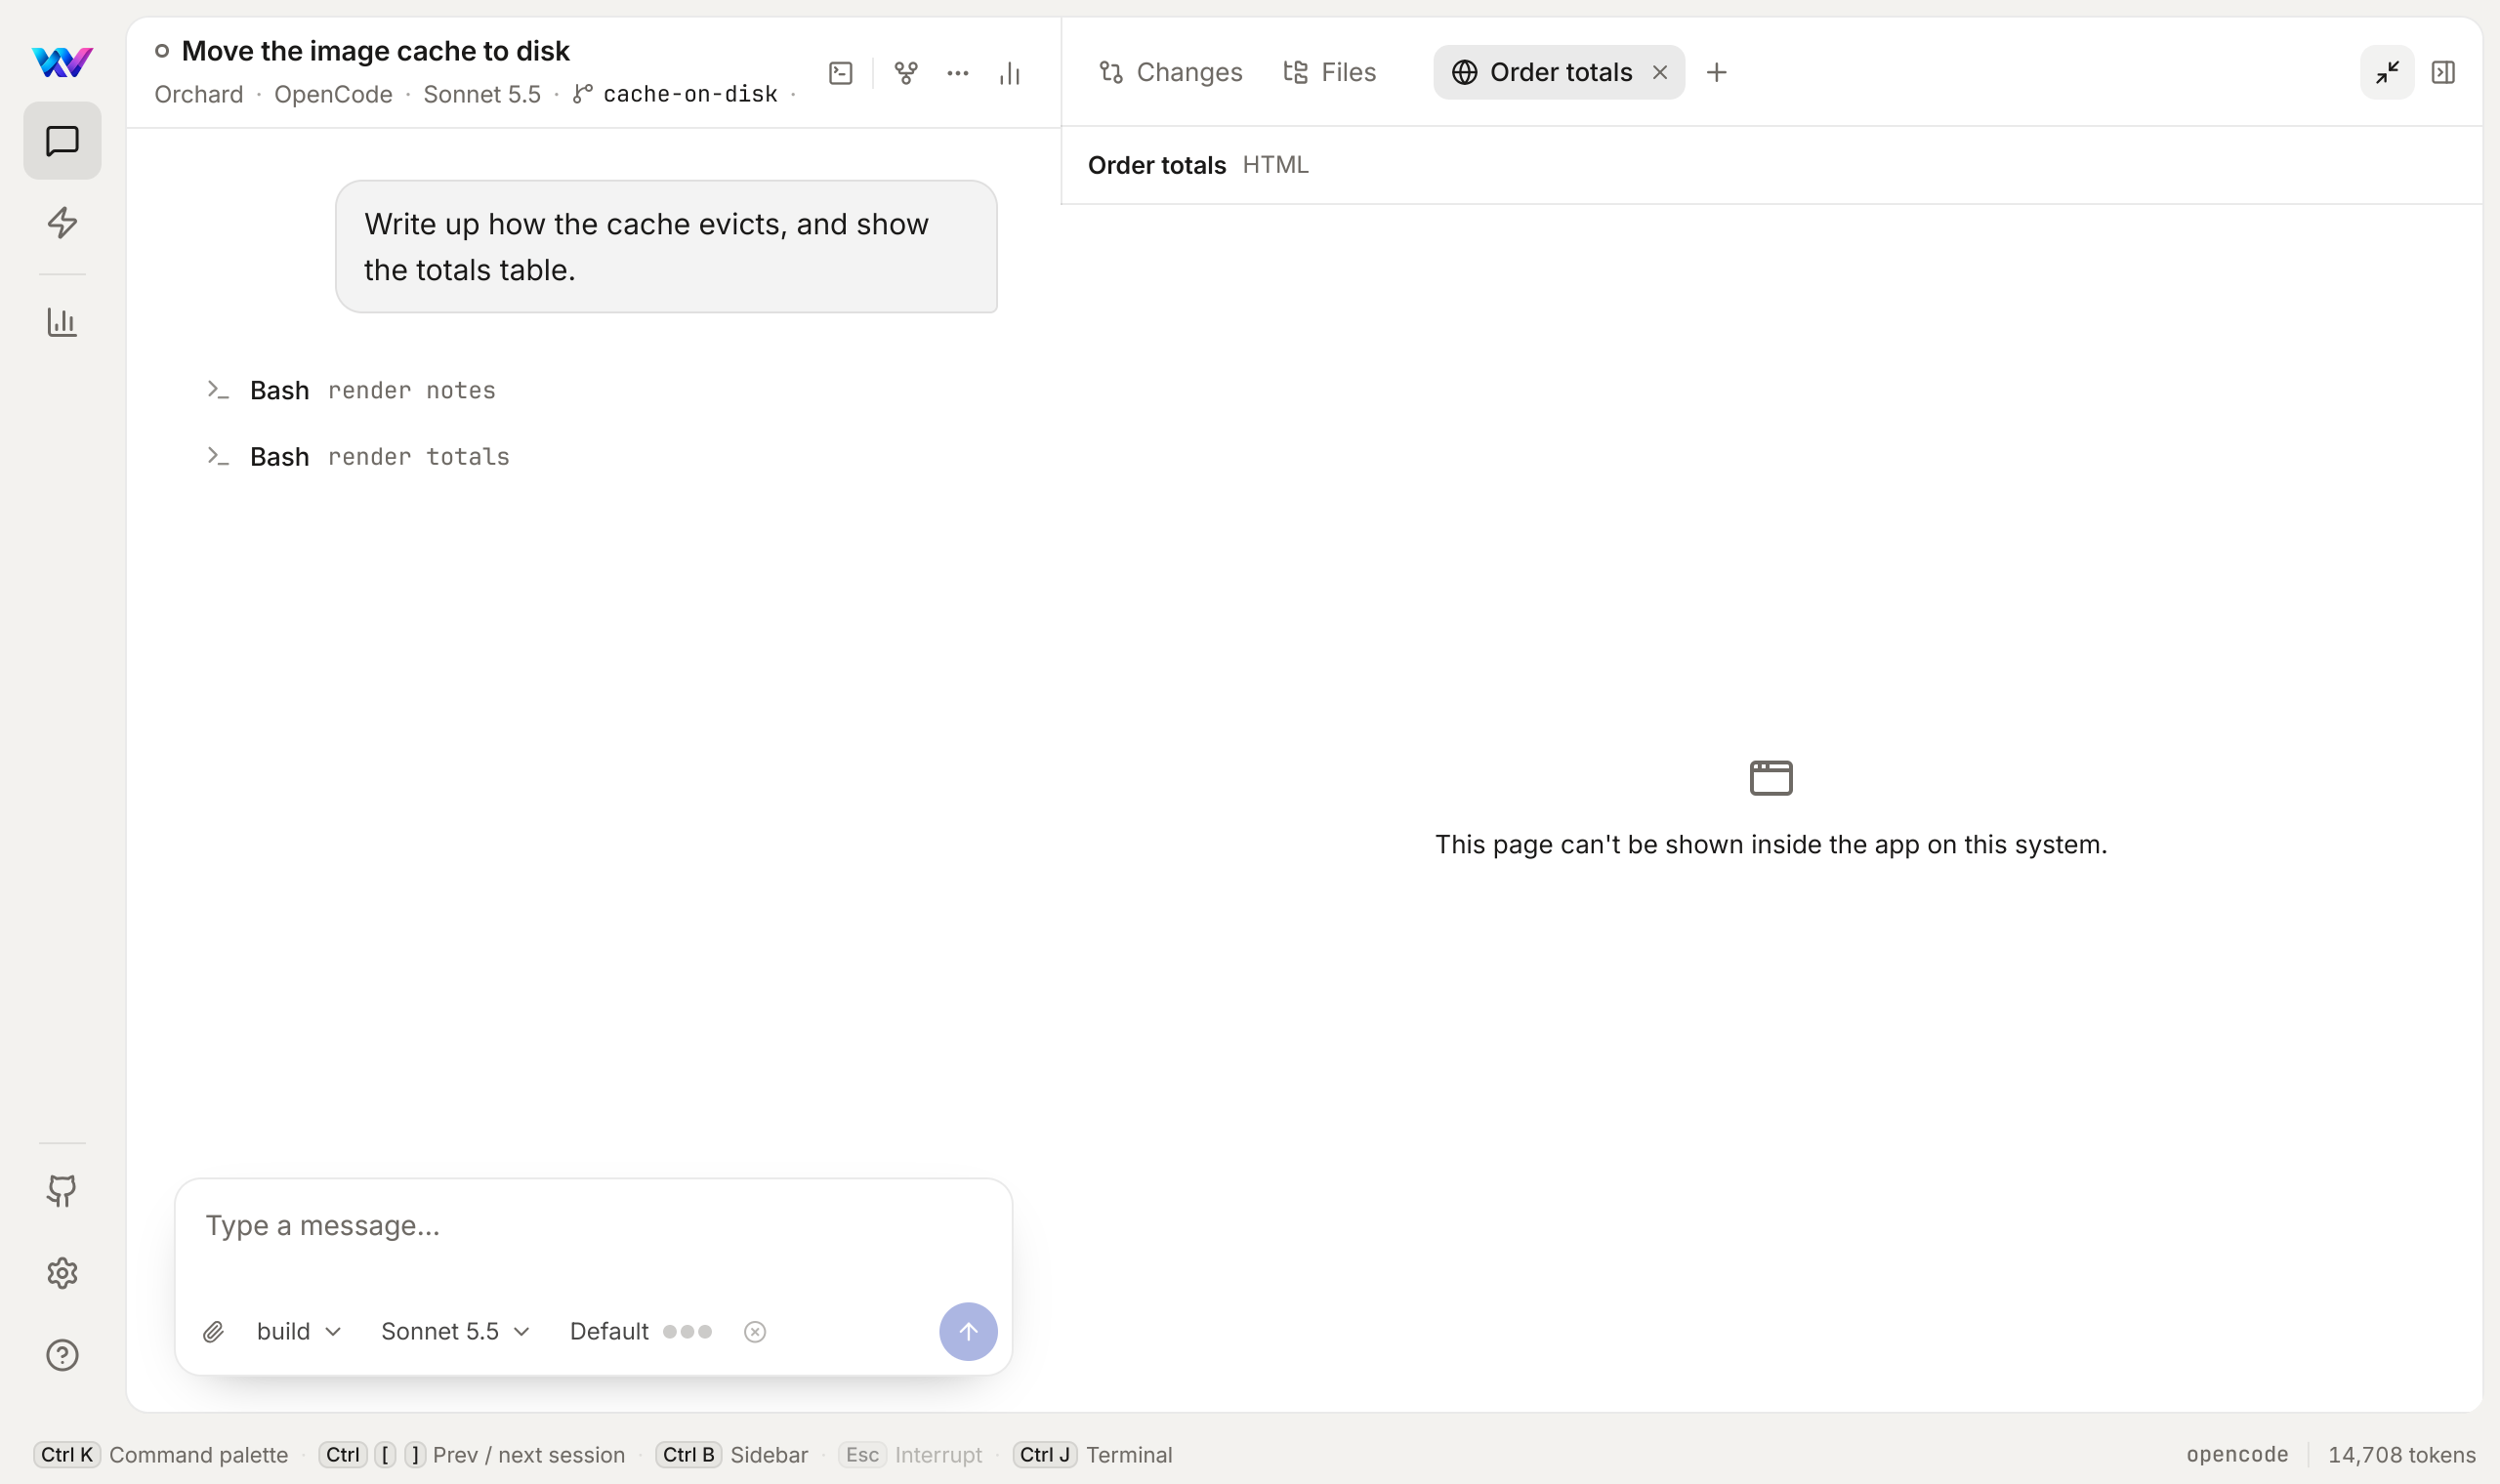 Move the image cache to disk
Orchard · OpenCode · Sonnet 5.5 · cache-on-disk ·
Changes
Files
Order totals
Order totals HTML
Write up how the cache evicts, and show
the totals table.
Bash render notes
Bash render totals
This page can't be shown inside the app on this system.
Type a message...
build
Sonnet 5.5
Default
Ctrl K Command palette · Ctrl [ ] Prev / next session · Ctrl B Sidebar · Esc Interrupt · Ctrl J Terminal
opencode
14,708 tokens